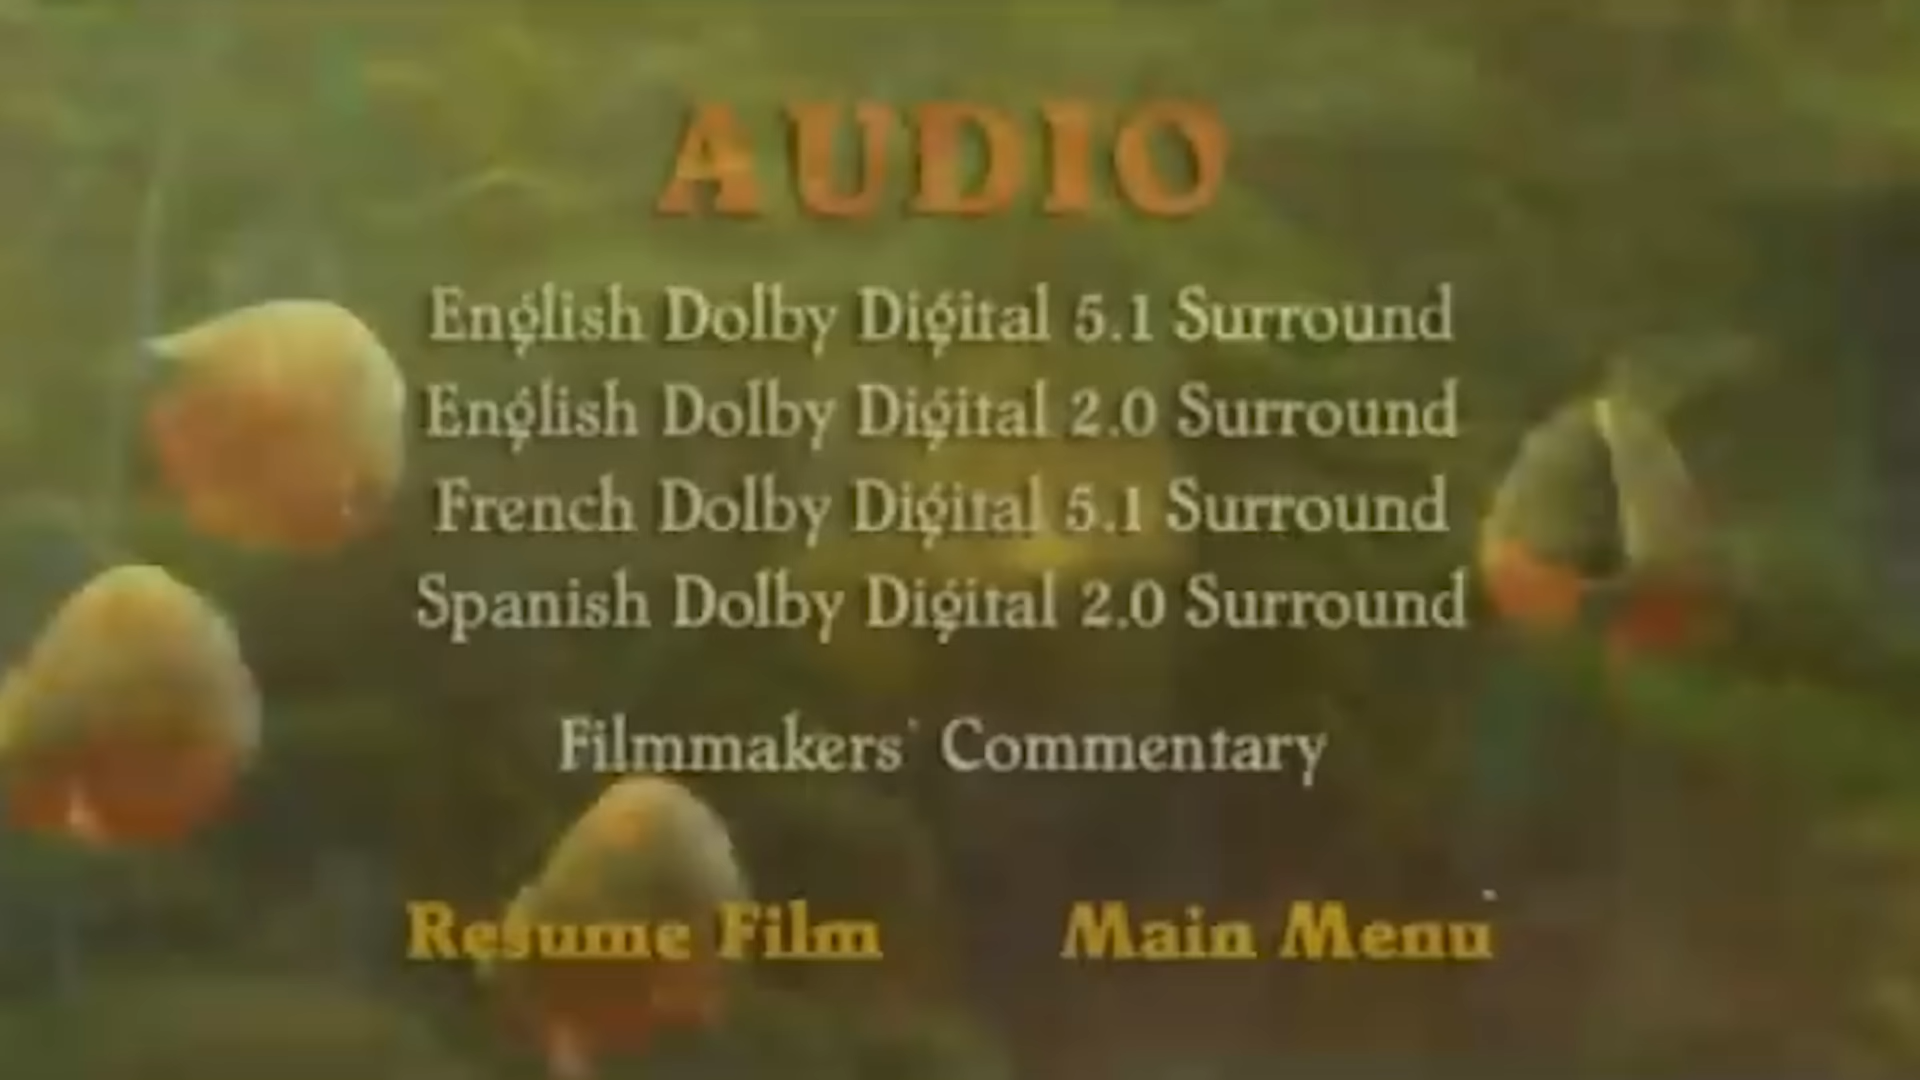 AUDIO
English Dolby Digital 5.1 Surround
English Dolby Digital 2.0 Surround
French Dolby Digital 5.1 Surround
Spanish Dolby Digital 2.0 Surround
Filmmakers' Commentary
Resume Film Main Menu